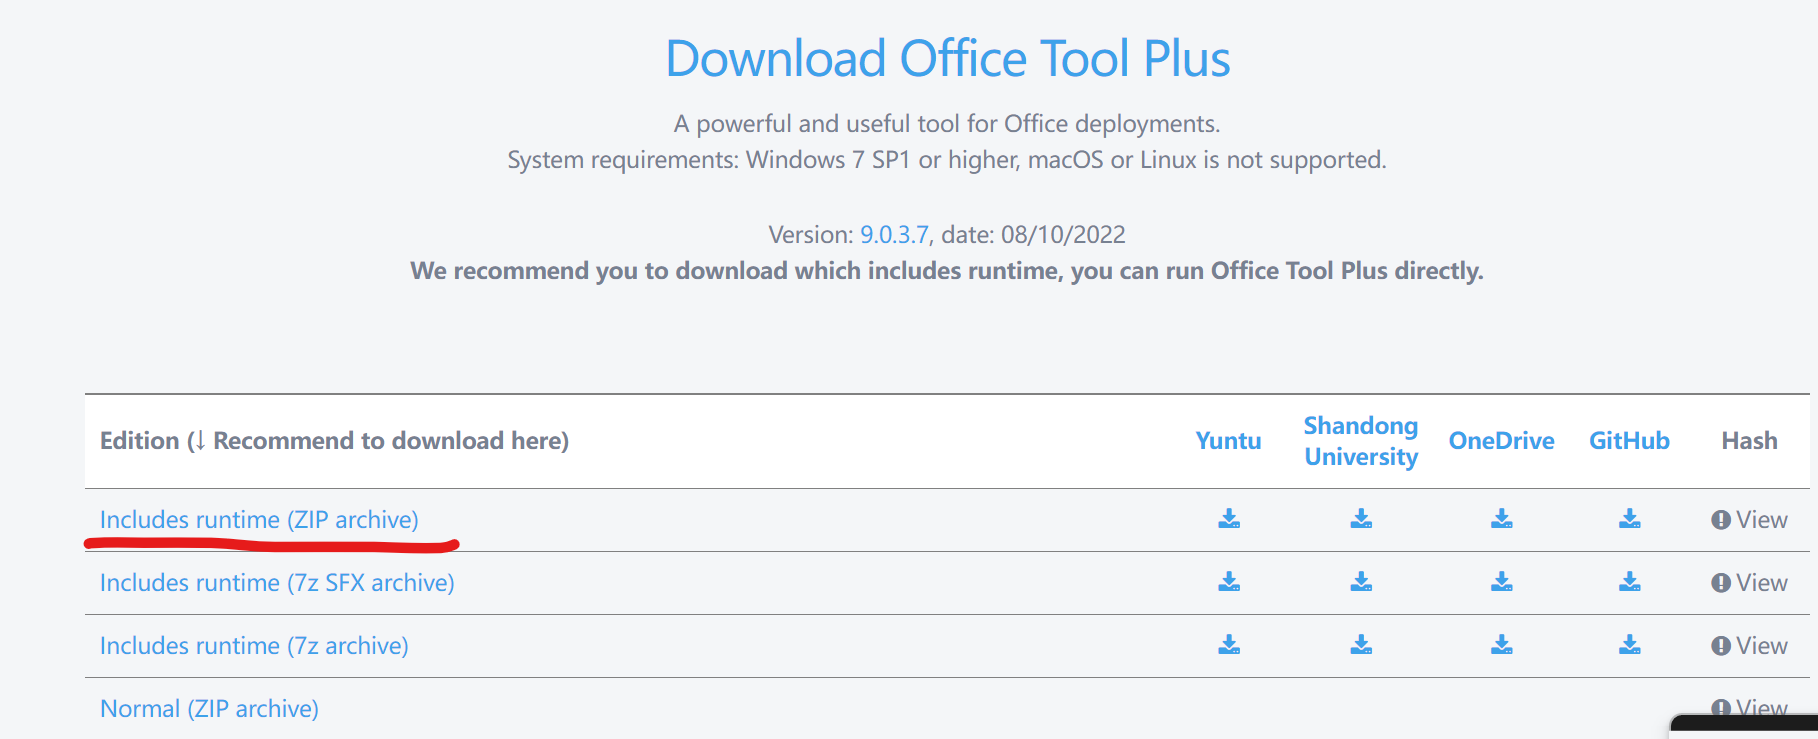 Download Office Tool Plus
A powerful and useful tool for Office deployments.
System requirements: Windows 7 SP1 or higher, macOS or Linux is not supported.
Version: 9.0.3.7, date: 08/10/2022
We recommend you to download which includes runtime, you can run Office Tool Plus directly.
Edition (↓ Recommend to download here) Yuntu Shandong University OneDrive GitHub Hash
Includes runtime (ZIP archive) View
Includes runtime (7z SFX archive) View
Includes runtime (7z archive) View
Normal (ZIP archive) View